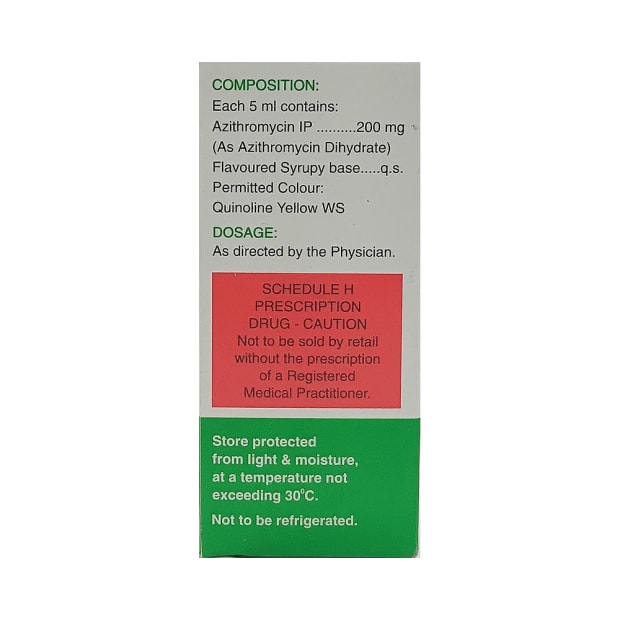 COMPOSITION:
Each 5 ml contains:
Azithromycin IP ..........200 mg
(As Azithromycin Dihydrate)
Flavoured Syrupy base.....q.s.
Permitted Colour:
Quinoline Yellow WS
DOSAGE:
As directed by the Physician.
SCHEDULE H
PRESCRIPTION
DRUG - CAUTION
Not to be sold by retail
without the prescription
of a Registered
Medical Practitioner.
Store protected
from light & moisture,
at a temperature not
exceeding 30°C.
Not to be refrigerated.